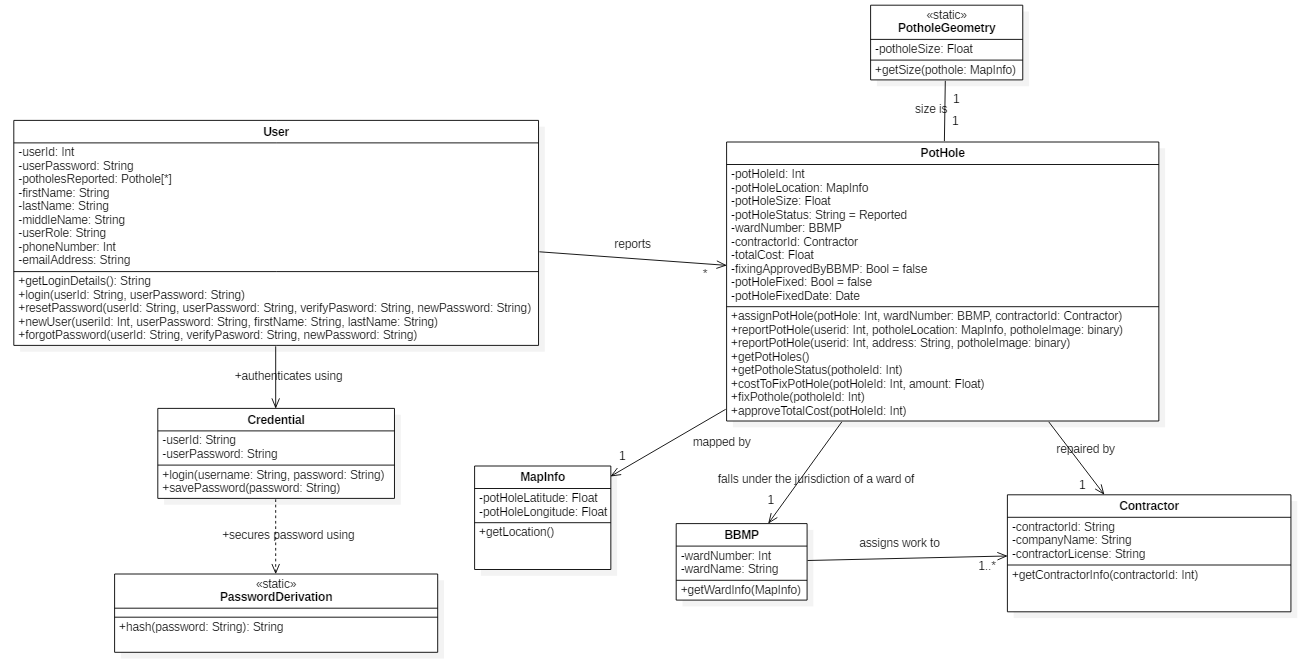 «static»
PotholeGeometry
-potholeSize: Float
+getSize(pothole: MapInfo)
1
size is
1
User
-userId: Int
-userPassword: String
-potholesReported: Pothole[*]
-firstName: String
-lastName: String
-middleName: String
-userRole: String
-phoneNumber: Int
-emailAddress: String
+getLoginDetails(): String
+login(userId: String, userPassword: String)
+resetPassword(userId: String, userPassword: String, verifyPasword: String, newPassword: String)
+newUser(useriId: Int, userPassword: String, firstName: String, lastName: String)
+forgotPassword(userId: String, verifyPasword: String, newPassword: String)
reports
*
PotHole
-potHoleId: Int
-potHoleLocation: MapInfo
-potHoleSize: Float
-potHoleStatus: String = Reported
-wardNumber: BBMP
-contractorId: Contractor
-totalCost: Float
-fixingApprovedByBBMP: Bool = false
-potHoleFixed: Bool = false
-potHoleFixedDate: Date
+assignPotHole(potHole: Int, wardNumber: BBMP, contractorId: Contractor)
+reportPotHole(userid: Int, potholeLocation: MapInfo, potholeImage: binary)
+reportPotHole(userid: Int, address: String, potholeImage: binary)
+getPotHoles()
+getPotholeStatus(potholeId: Int)
+costToFixPotHole(potHoleId: Int, amount: Float)
+fixPothole(potholeId: Int)
+approveTotalCost(potHoleId: Int)
+authenticates using
Credential
-userId: String
-userPassword: String
+login(username: String, password: String)
+savePassword(password: String)
+secures password using
«static»
PasswordDerivation
+hash(password: String): String
mapped by
1
MapInfo
-potHoleLatitude: Float
-potHoleLongitude: Float
+getLocation()
falls under the jurisdiction of a ward of
1
BBMP
-wardNumber: Int
-wardName: String
+getWardInfo(MapInfo)
assigns work to
1..*
repaired by
1
Contractor
-contractorId: String
-companyName: String
-contractorLicense: String
+getContractorInfo(contractorId: Int)